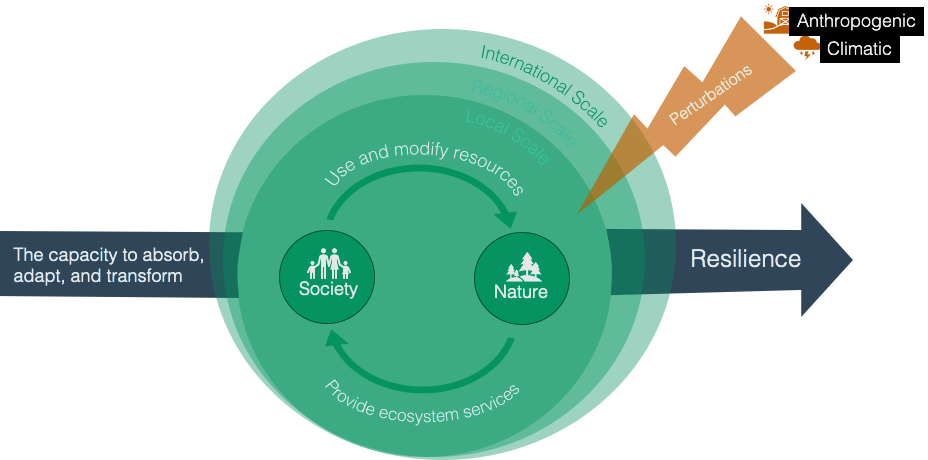 Anthropogenic
Climatic
Perturbations
International Scale
Regional Scale
Local Scale
Use and modify resources
The capacity to absorb,
adapt, and transform
Society
Nature
Resilience
Provide ecosystem services